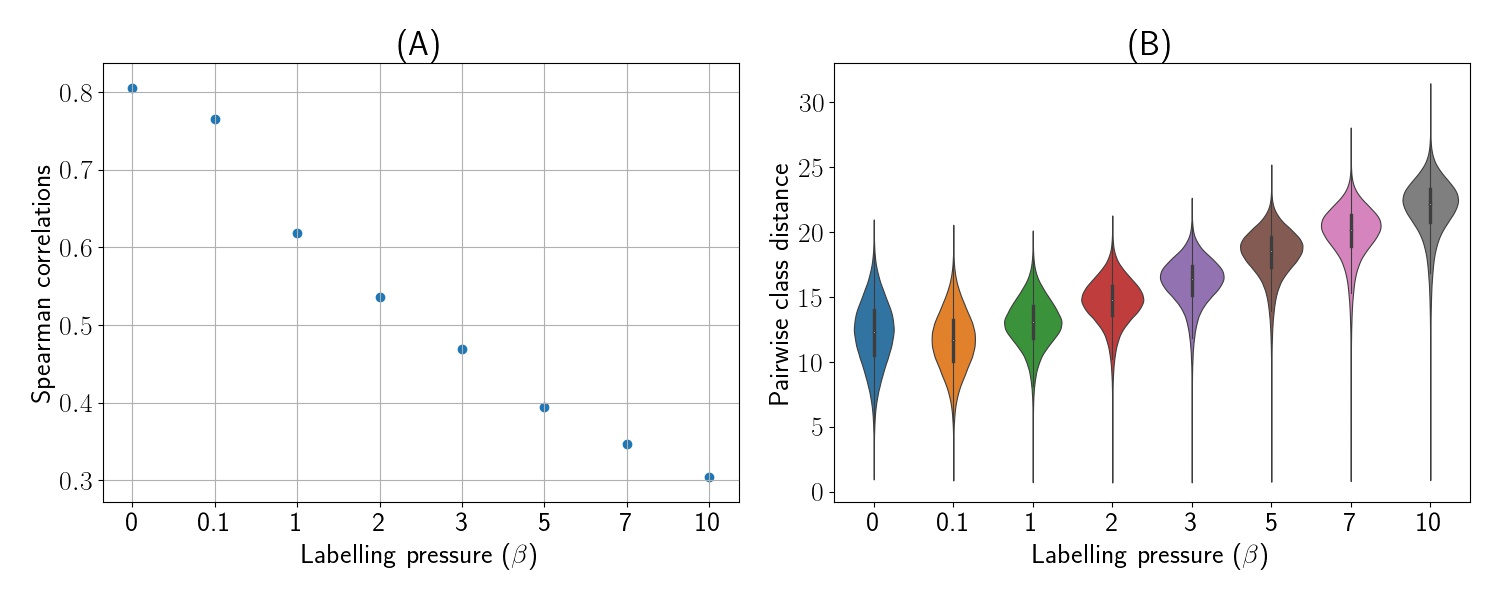 (A)
Spearman correlations
0.8
0.7
0.6
0.5
0.4
0.3
0 0.1 1 2 3 5 7 10
Labelling pressure (β)
(B)
Pairwise class distance
30
25
20
15
10
5
0
0 0.1 1 2 3 5 7 10
Labelling pressure (β)